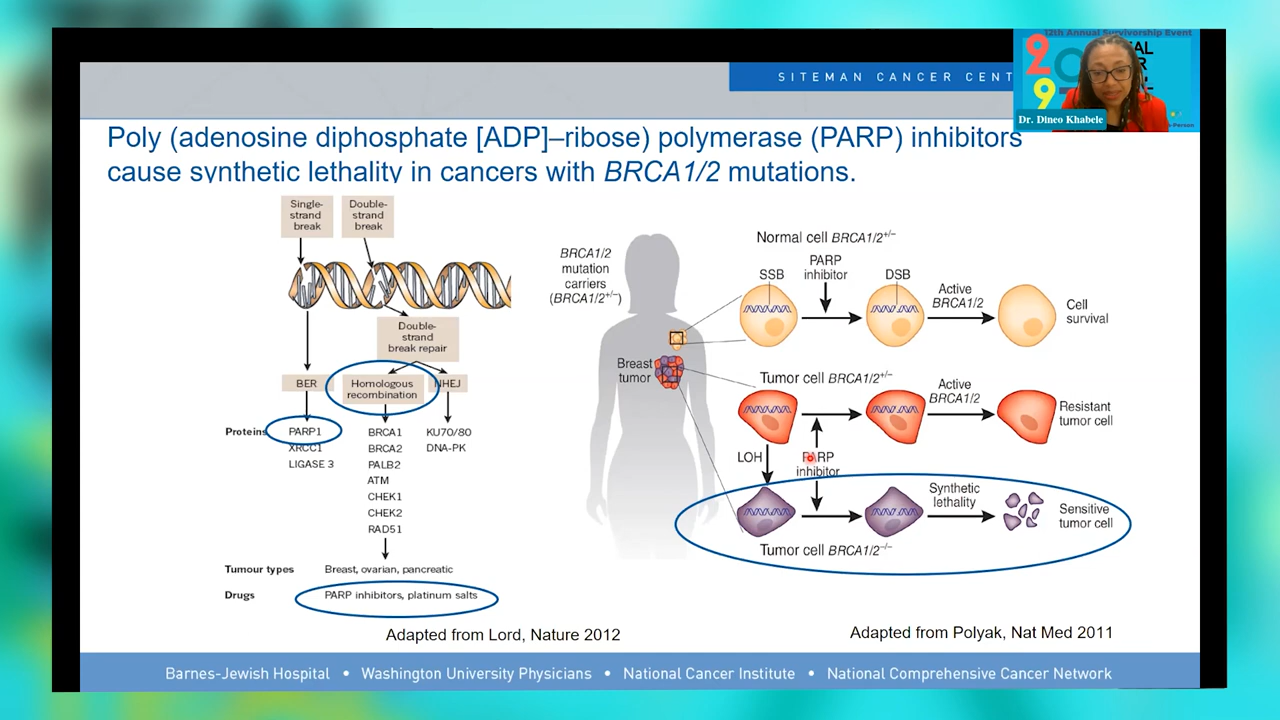 SITEMAN CANCER CENT
12th Annual Survivorship Event
Dr. Dineo Khabele
Poly (adenosine diphosphate [ADP]–ribose) polymerase (PARP) inhibitors
cause synthetic lethality in cancers with BRCA1/2 mutations.
Single-
strand
break
Double-
strand
break
Double-
strand
break repair
BER
Homologous
recombination
NHEJ
Proteins
PARP1
XRCC1
LIGASE 3
BRCA1
BRCA2
PALB2
ATM
CHEK1
CHEK2
RAD51
KU70/80
DNA-PK
Tumour types
Breast, ovarian, pancreatic
Drugs
PARP inhibitors, platinum salts
Adapted from Lord, Nature 2012
BRCA1/2
mutation
carriers
(BRCA1/2+/–)
Breast
tumor
Normal cell BRCA1/2+/–
SSB
PARP
inhibitor
DSB
Active
BRCA1/2
Cell
survival
Tumor cell BRCA1/2+/–
Active
BRCA1/2
Resistant
tumor cell
LOH
PARP
inhibitor
Synthetic
lethality
Sensitive
tumor cell
Tumor cell BRCA1/2–/–
Adapted from Polyak, Nat Med 2011
Barnes-Jewish Hospital • Washington University Physicians • National Cancer Institute • National Comprehensive Cancer Network